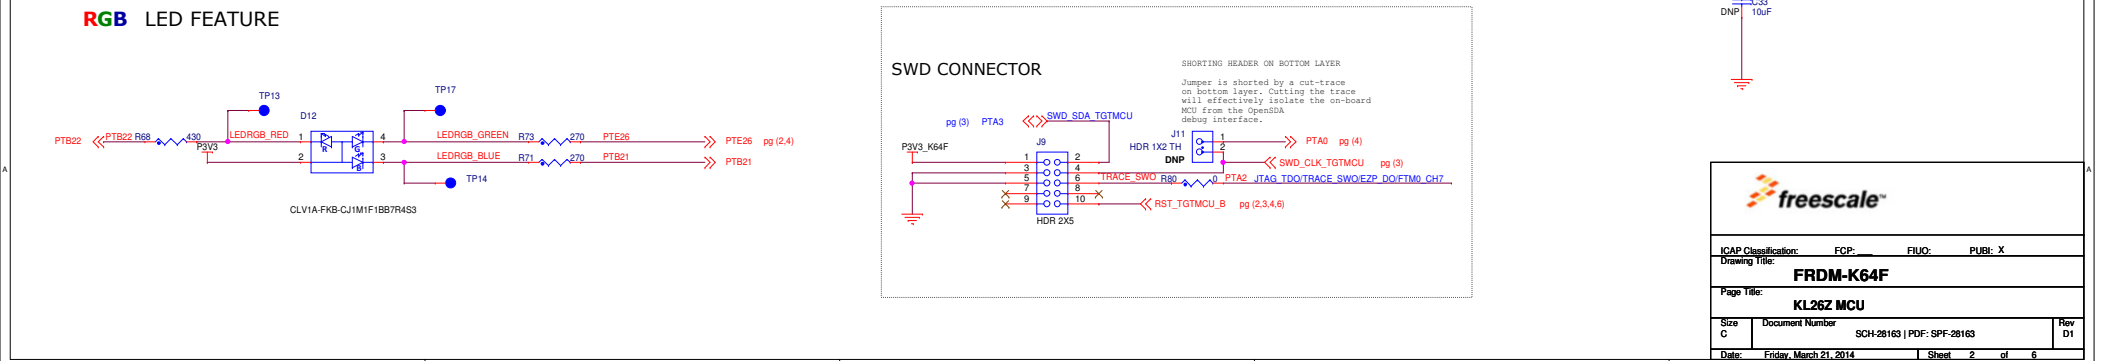 RGB LED FEATURE
TP13
TP17
D12
PTB22 PTB22 R68 430 LEDRGB_RED 1 4 LEDRGB_GREEN R73 270 PTE26 PTE26 pg (2,4)
P3V3 2 3 LEDRGB_BLUE R71 270 PTB21 PTB21
R G B
TP14
CLV1A-FKB-CJ1M1F1BB7R4S3
SWD CONNECTOR
SHORTING HEADER ON BOTTOM LAYER
Jumper is shorted by a cut-trace
on bottom layer. Cutting the trace
will effectively isolate the on-board
MCU from the OpenSDA
debug interface.
pg (3) PTA3 SWD_SDA_TGTMCU
J11
HDR 1X2 TH
DNP
1 PTA0 pg (4)
2
SWD_CLK_TGTMCU pg (3)
P3V3_K64F
J9
1 2
3 4
5 6 TRACE_SWO R80 0 PTA2 JTAG_TDO/TRACE_SWO/EZP_DO/FTM0_CH7
7 8
9 10 RST_TGTMCU_B pg (2,3,4,6)
HDR 2X5
C33
DNP 10uF
A
A
freescale™
ICAP Classification: FCP: ___ FIUO: PUBI: X
Drawing Title:
FRDM-K64F
Page Title:
KL26Z MCU
Size Document Number Rev
C SCH-28163 | PDF: SPF-28163 D1
Date: Friday, March 21, 2014 Sheet 2 of 6